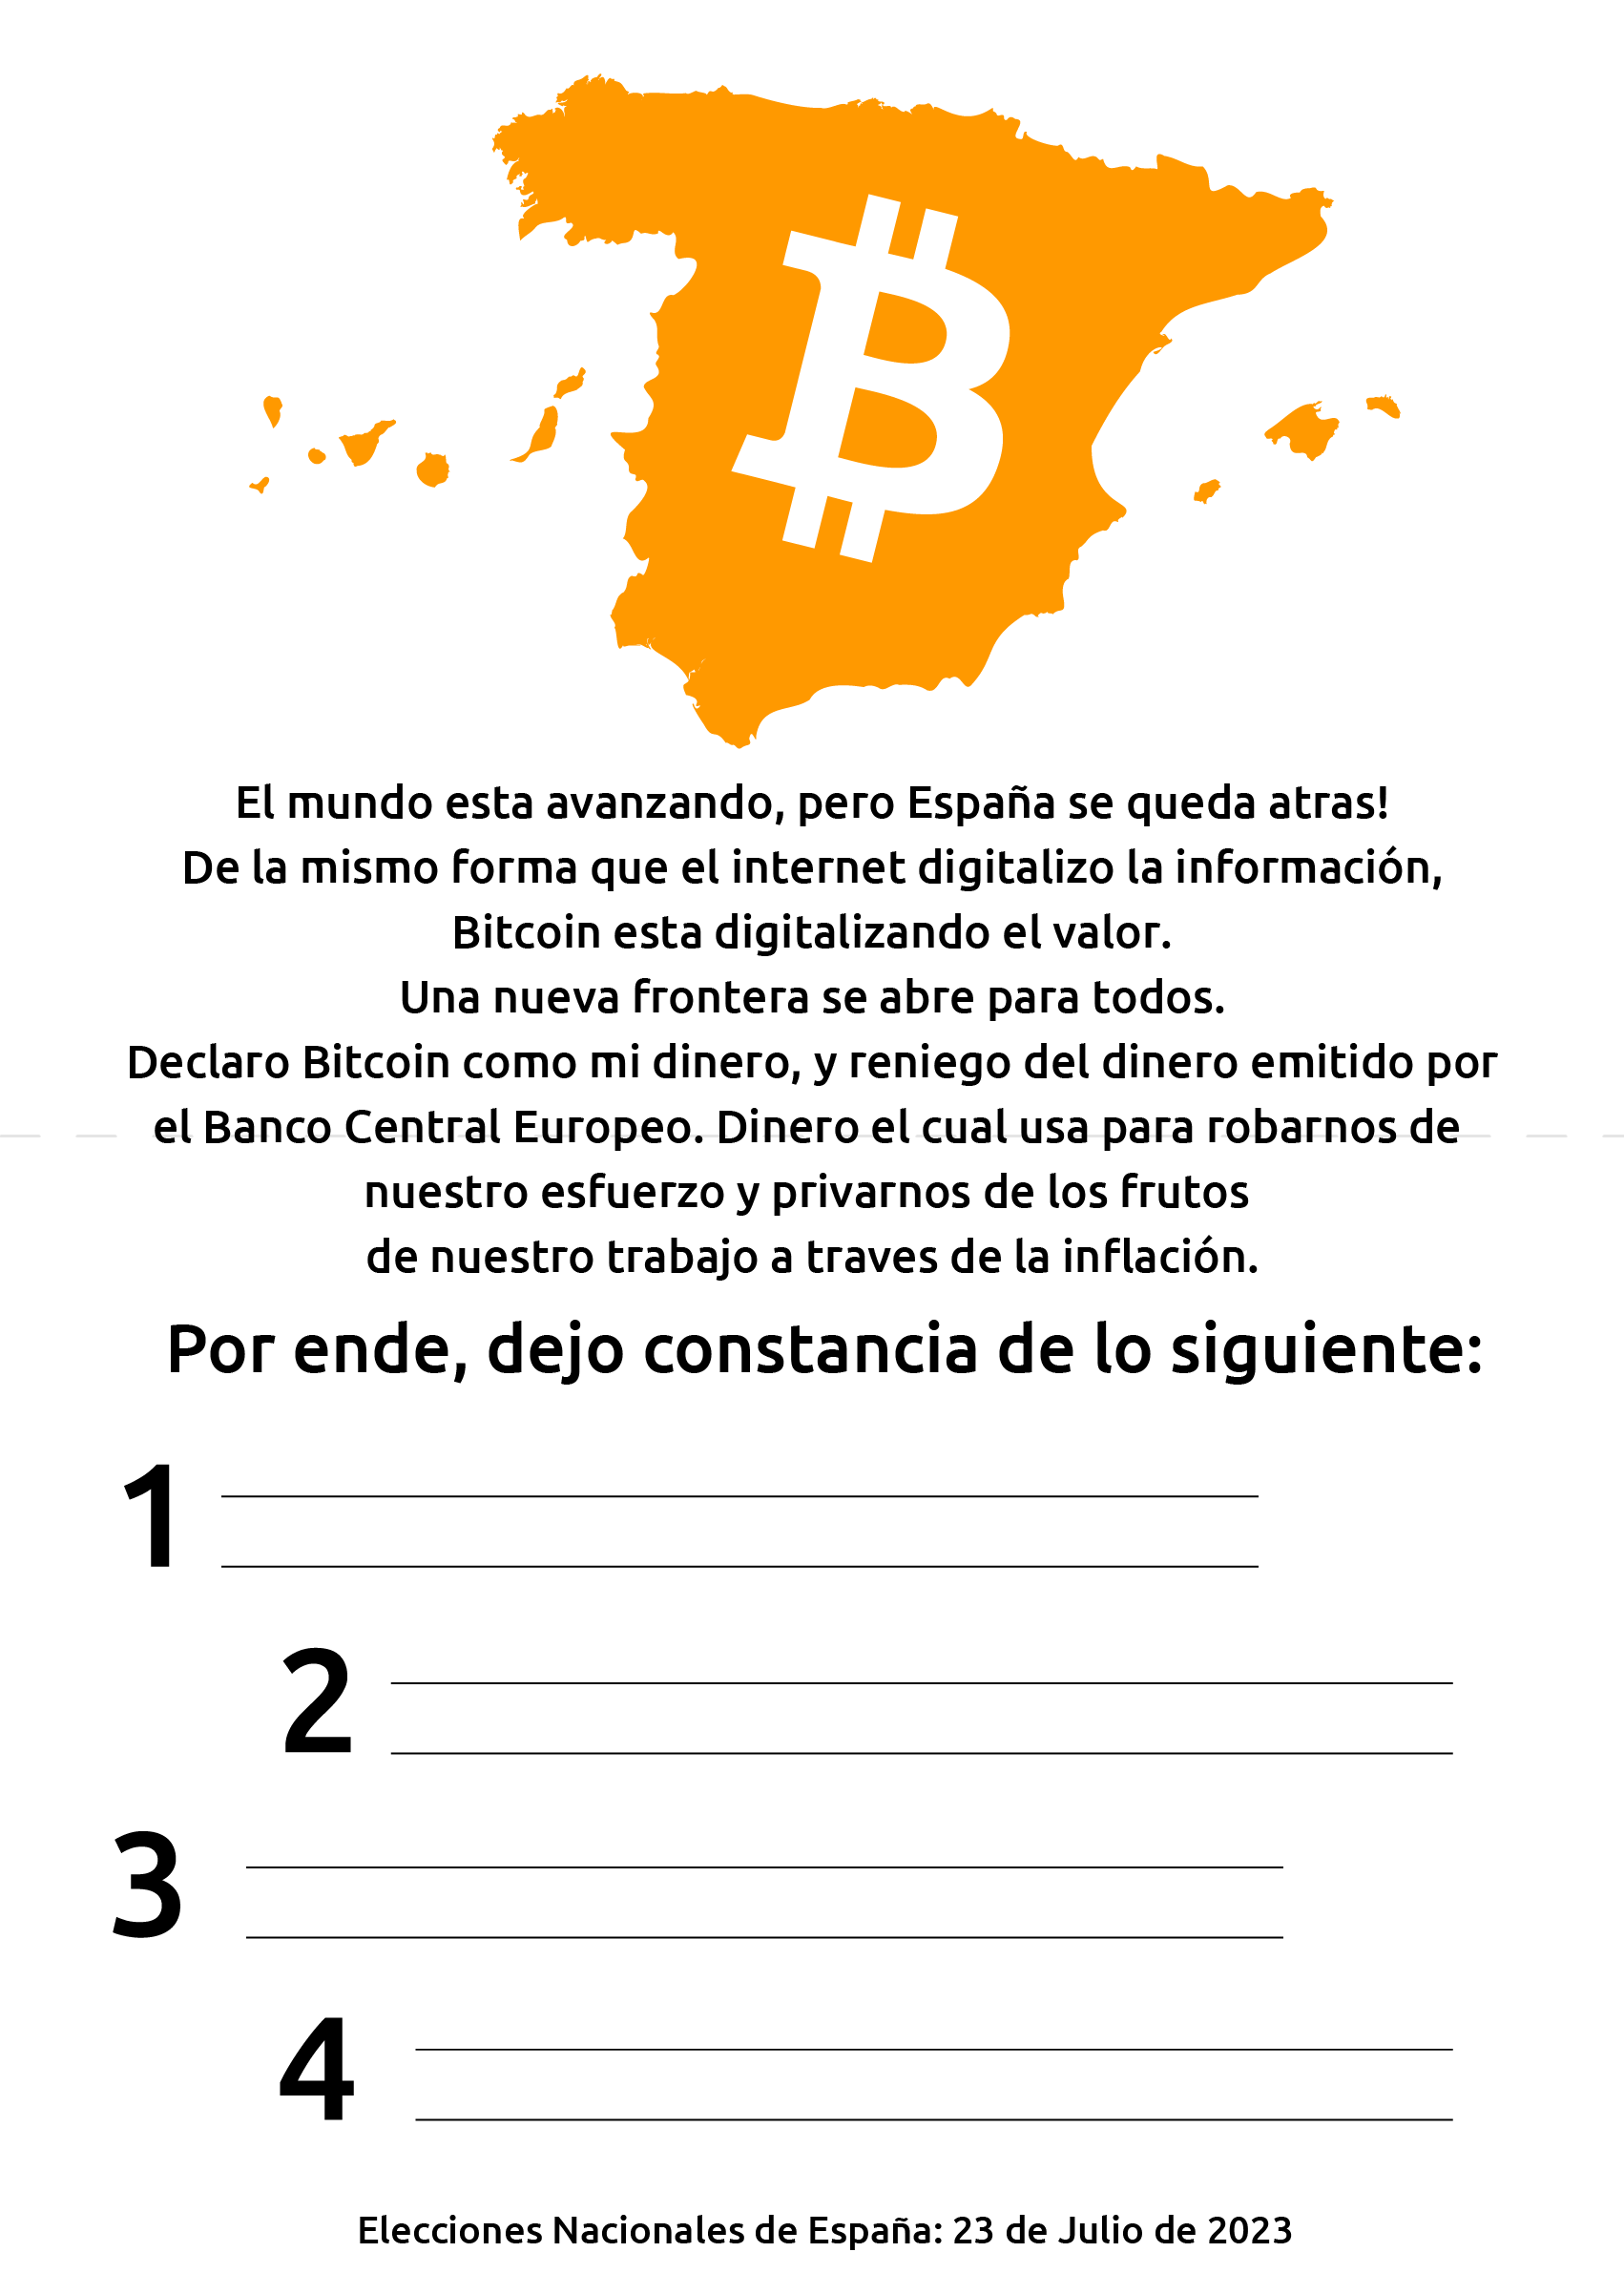 El mundo esta avanzando, pero España se queda atras!
De la mismo forma que el internet digitalizo la información,
Bitcoin esta digitalizando el valor.
Una nueva frontera se abre para todos.
Declaro Bitcoin como mi dinero, y reniego del dinero emitido por
el Banco Central Europeo. Dinero el cual usa para robarnos de
nuestro esfuerzo y privarnos de los frutos
de nuestro trabajo a traves de la inflación.
Por ende, dejo constancia de lo siguiente:
1
2
3
4
Elecciones Nacionales de España: 23 de Julio de 2023